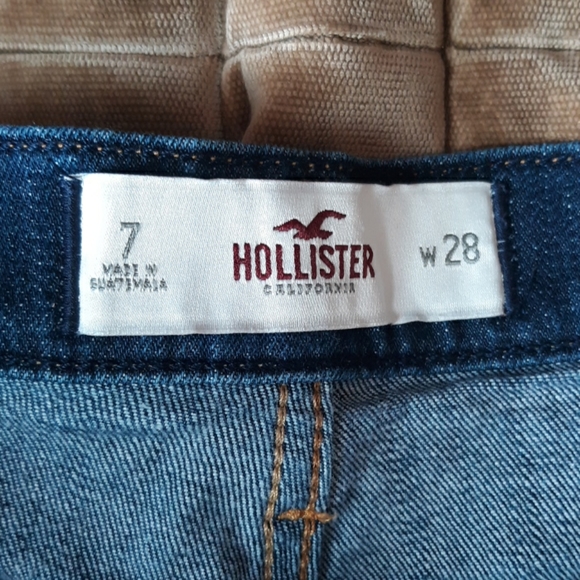 7
MADE IN
GUATEMALA
HOLLISTER
CALIFORNIA
W 28